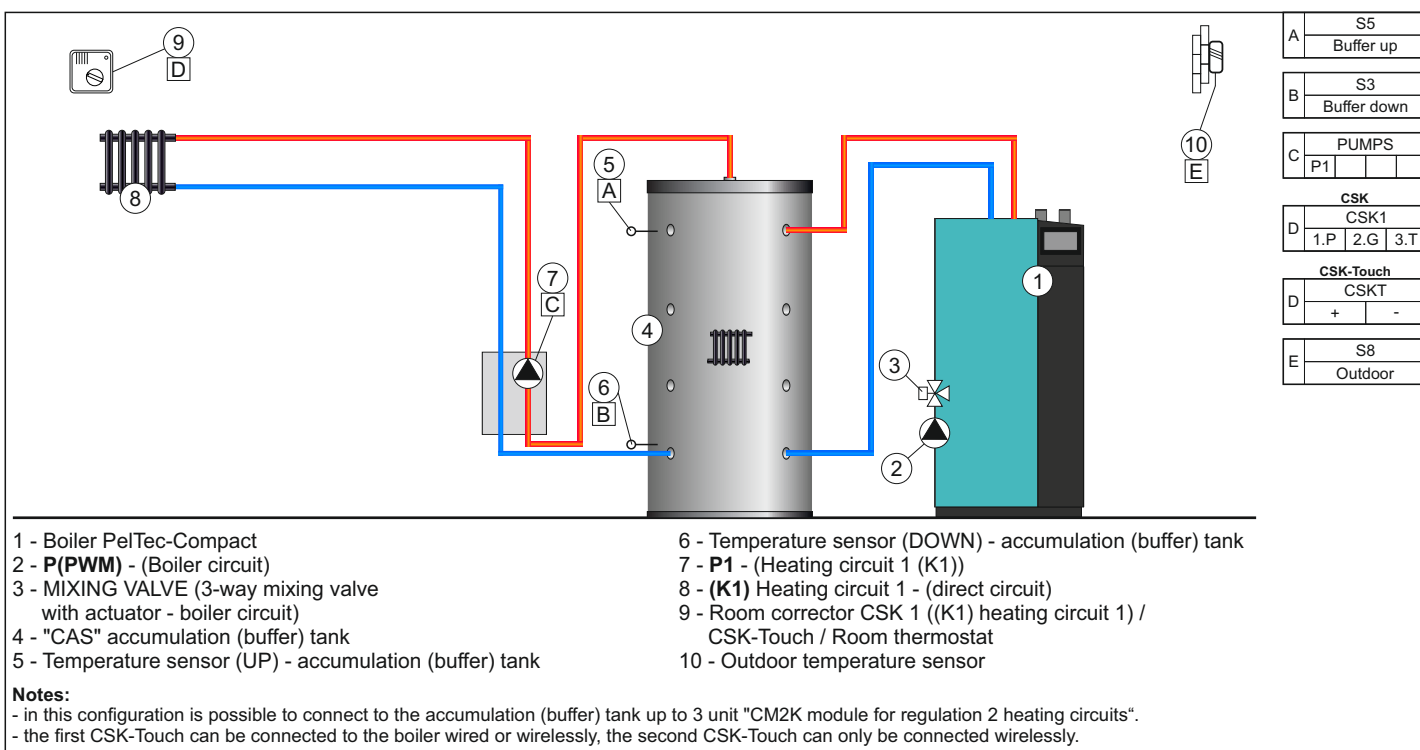 9
D
8
7
C
5
A
6
B
4
3
2
1
10
E
A
S5
Buffer up
B
S3
Buffer down
C
PUMPS
P1
CSK
D
CSK1
1.P 2.G 3.T
CSK-Touch
D
CSKT
+ -
E
S8
Outdoor
1 - Boiler PelTec-Compact
2 - P(PWM) - (Boiler circuit)
3 - MIXING VALVE (3-way mixing valve
with actuator - boiler circuit)
4 - "CAS" accumulation (buffer) tank
5 - Temperature sensor (UP) - accumulation (buffer) tank
6 - Temperature sensor (DOWN) - accumulation (buffer) tank
7 - P1 - (Heating circuit 1 (K1))
8 - (K1) Heating circuit 1 - (direct circuit)
9 - Room corrector CSK 1 ((K1) heating circuit 1) /
CSK-Touch / Room thermostat
10 - Outdoor temperature sensor
Notes:
- in this configuration is possible to connect to the accumulation (buffer) tank up to 3 unit "CM2K module for regulation 2 heating circuits“.
- the first CSK-Touch can be connected to the boiler wired or wirelessly, the second CSK-Touch can only be connected wirelessly.